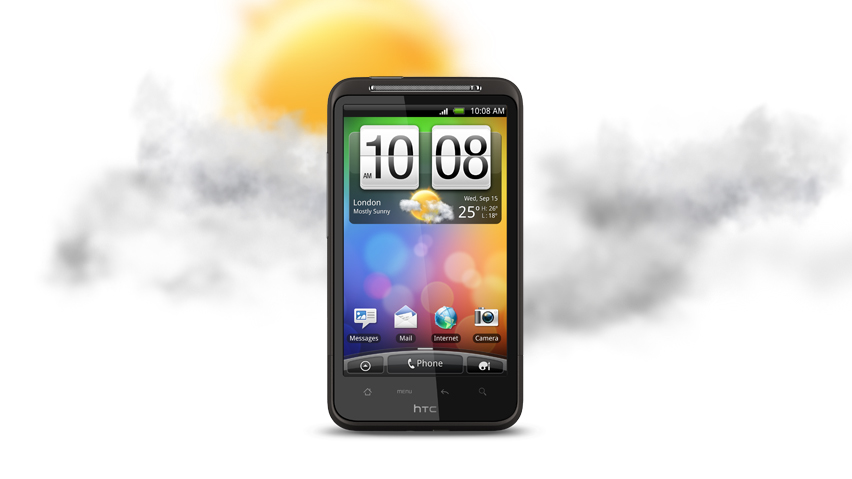 10:08 AM
10 08
AM
London
Mostly Sunny
Wed, Sep 15
25° H: 26°
L: 18°
Messages Mail Internet Camera
Phone
menu
hTC